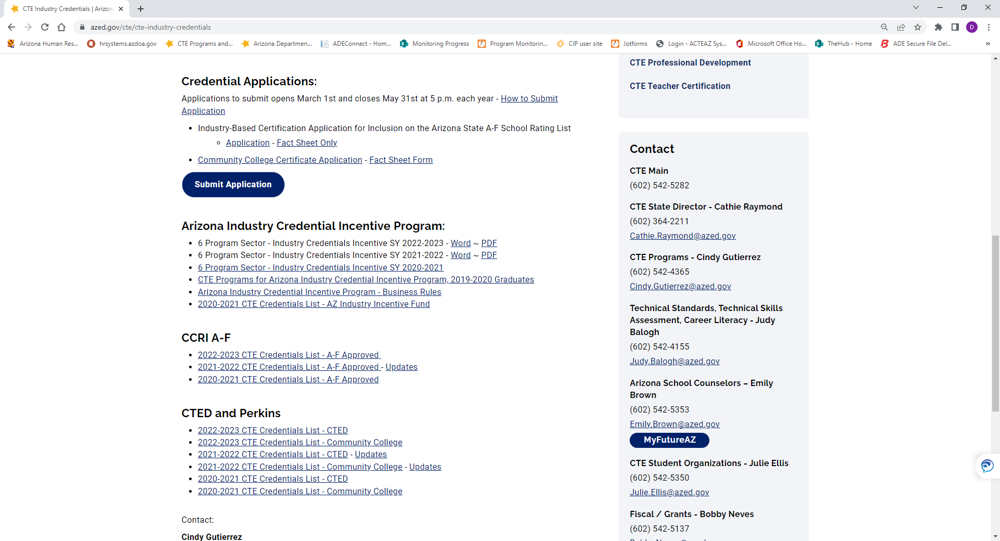 CTE Industry Credentials | Arizon
azed.gov/cte/cte-industry-credentials
D
Arizona Human Res...
hrsystems.azdoa.gov
CTE Programs and...
Arizona Departmen...
ADEConnect - Hom...
Monitoring Progress
Program Monitorin...
CIP user site
Jotforms
Login - ACTEAZ Sys...
Microsoft Office Ho...
TheHub - Home
ADE Secure File Del...
Credential Applications:
Applications to submit opens March 1st and closes May 31st at 5 p.m. each year - How to Submit
Application
• Industry-Based Certification Application for Inclusion on the Arizona State A-F School Rating List
◦ Application - Fact Sheet Only
• Community College Certificate Application - Fact Sheet Form
Submit Application
Arizona Industry Credential Incentive Program:
• 6 Program Sector - Industry Credentials Incentive SY 2022-2023 - Word ~ PDF
• 6 Program Sector - Industry Credentials Incentive SY 2021-2022 - Word ~ PDF
• 6 Program Sector - Industry Credentials Incentive SY 2020-2021
• CTE Programs for Arizona Industry Credential Incentive Program, 2019-2020 Graduates
• Arizona Industry Credential Incentive Program - Business Rules
• 2020-2021 CTE Credentials List - AZ Industry Incentive Fund
CCRI A-F
• 2022-2023 CTE Credentials List - A-F Approved
• 2021-2022 CTE Credentials List - A-F Approved - Updates
• 2020-2021 CTE Credentials List - A-F Approved
CTED and Perkins
• 2022-2023 CTE Credentials List - CTED
• 2022-2023 CTE Credentials List - Community College
• 2021-2022 CTE Credentials List - CTED - Updates
• 2021-2022 CTE Credentials List - Community College - Updates
• 2020-2021 CTE Credentials List - CTED
• 2020-2021 CTE Credentials List - Community College
Contact:
Cindy Gutierrez
CTE Professional Development
CTE Teacher Certification
Contact
CTE Main
(602) 542-5282
CTE State Director - Cathie Raymond
(602) 364-2211
Cathie.Raymond@azed.gov
CTE Programs - Cindy Gutierrez
(602) 542-4365
Cindy.Gutierrez@azed.gov
Technical Standards, Technical Skills
Assessment, Career Literacy - Judy
Balogh
(602) 542-4155
Judy.Balogh@azed.gov
Arizona School Counselors – Emily
Brown
(602) 542-5353
Emily.Brown@azed.gov
MyFutureAZ
CTE Student Organizations - Julie Ellis
(602) 542-5350
Julie.Ellis@azed.gov
Fiscal / Grants - Bobby Neves
(602) 542-5137